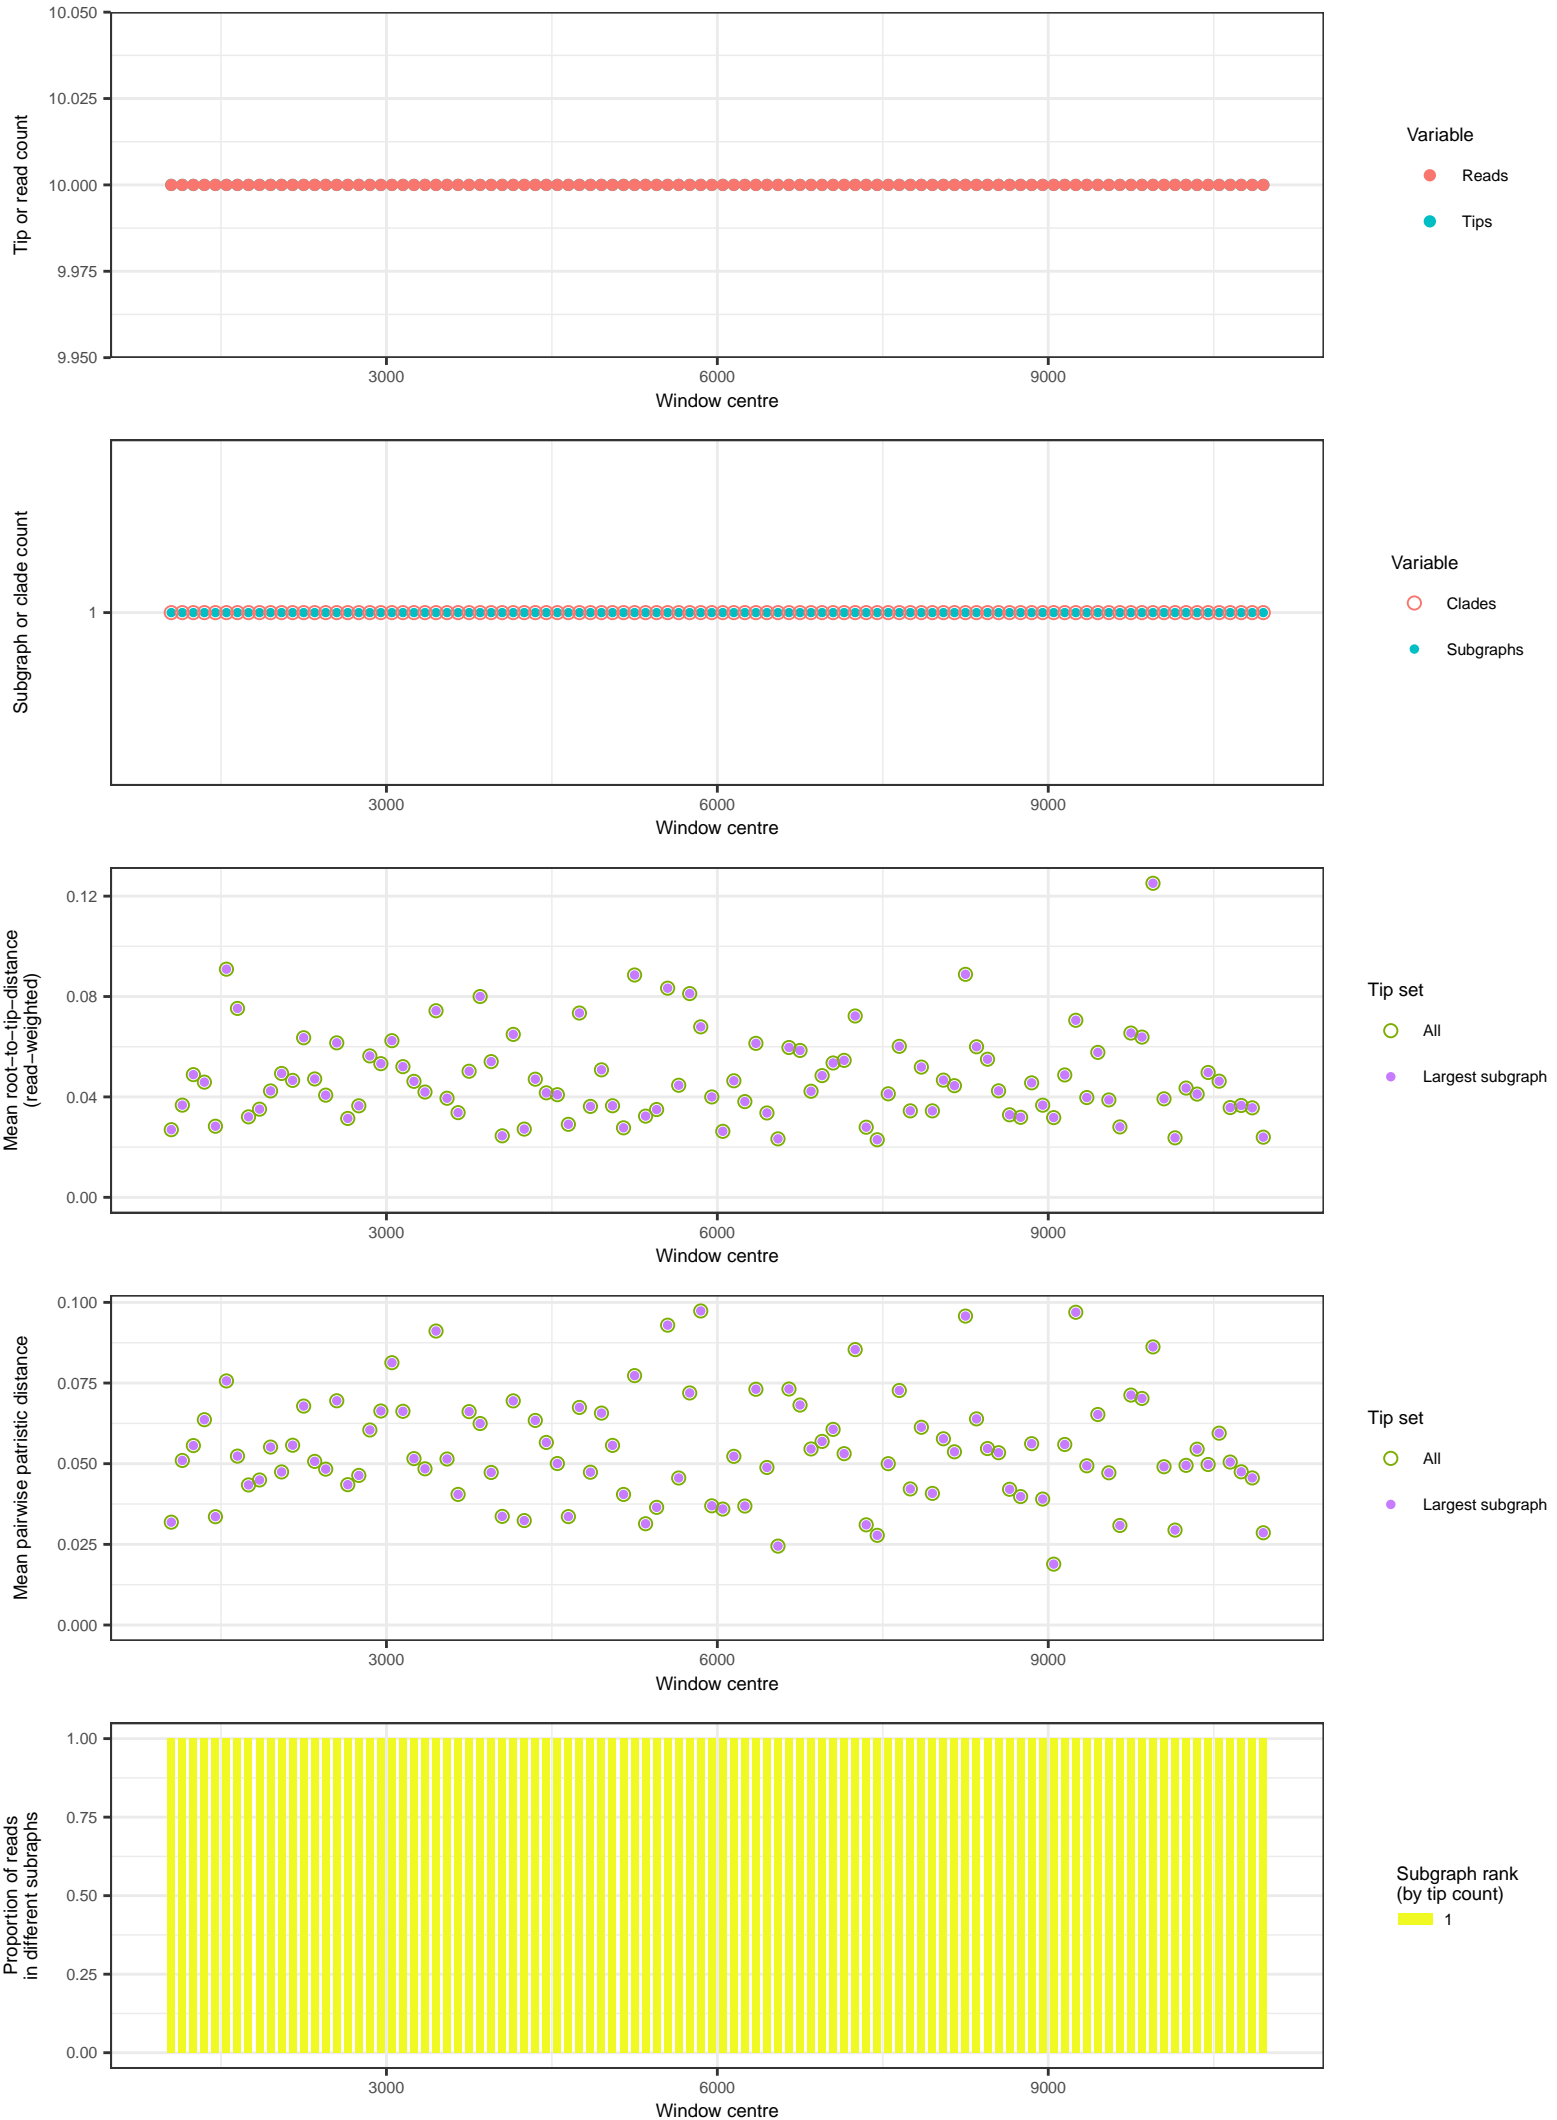 10.050
10.025
10.000
9.975
9.950
Tip or read count
3000
6000
9000
Window centre
Variable
Reads
Tips
1
Subgraph or clade count
3000
6000
9000
Window centre
Variable
Clades
Subgraphs
0.12
0.08
0.04
0.00
Mean root−to−tip−distance
(read−weighted)
3000
6000
9000
Window centre
Tip set
All
Largest subgraph
0.100
0.075
0.050
0.025
0.000
Mean pairwise patristic distance
3000
6000
9000
Window centre
Tip set
All
Largest subgraph
1.00
0.75
0.50
0.25
0.00
Proportion of reads
in different subraphs
3000
6000
9000
Window centre
Subgraph rank
(by tip count)
1